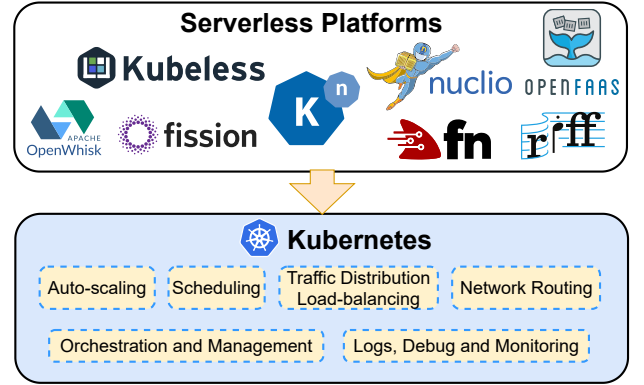 Serverless Platforms
Kubeless
K
n
nuclio
OPENFAAS
APACHE
OpenWhisk
fission
fn
riff
Kubernetes
Auto-scaling
Scheduling
Traffic Distribution
Load-balancing
Network Routing
Orchestration and Management
Logs, Debug and Monitoring